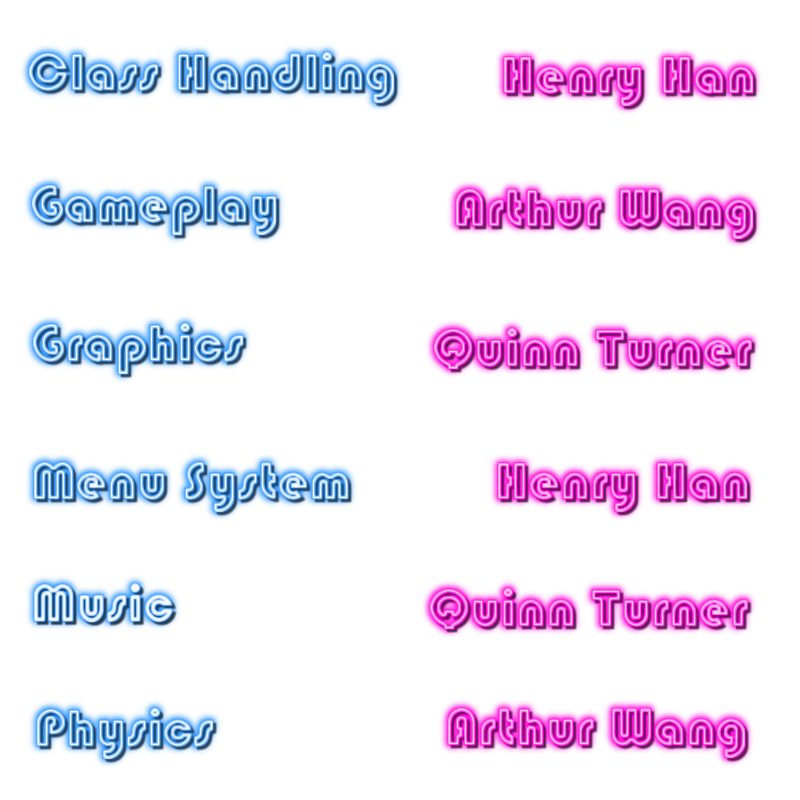 Class Handling Henry Han
Gameplay Arthur Wang
Graphics Quinn Turner
Menu System Henry Han
Music Quinn Turner
Physics Arthur Wang